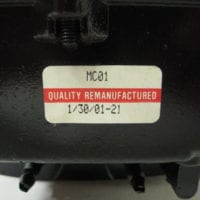 MC01
QUALITY REMANUFACTURED
1/30/01-21